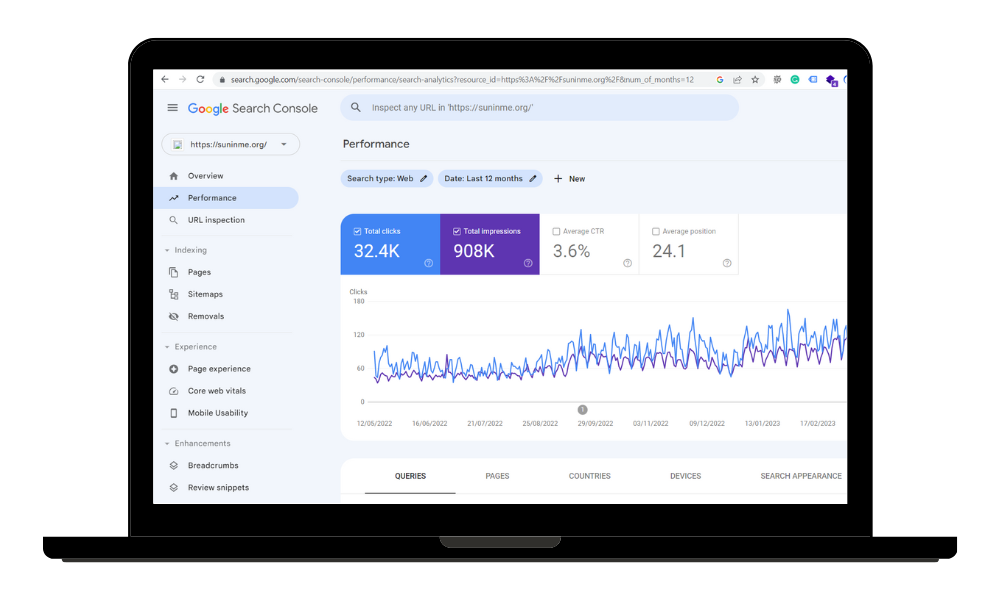 search.google.com/search-console/performance/search-analytics?resource_id=https%3A%2F%2Fsuninme.org%2F&num_of_months=12
Google Search Console
Inspect any URL in 'https://suninme.org/'
https://suninme.org/
Overview
Performance
URL inspection
Indexing
Pages
Sitemaps
Removals
Experience
Page experience
Core web vitals
Mobile Usability
Enhancements
Breadcrumbs
Review snippets
Performance
Search type: Web
Date: Last 12 months
+ New
Total clicks
32.4K
Total impressions
908K
Average CTR
3.6%
Average position
24.1
Clicks
180
120
60
0
1
12/05/2022 16/06/2022 21/07/2022 25/08/2022 29/09/2022 03/11/2022 09/12/2022 13/01/2023 17/02/2023
QUERIES PAGES COUNTRIES DEVICES SEARCH APPEARANCE